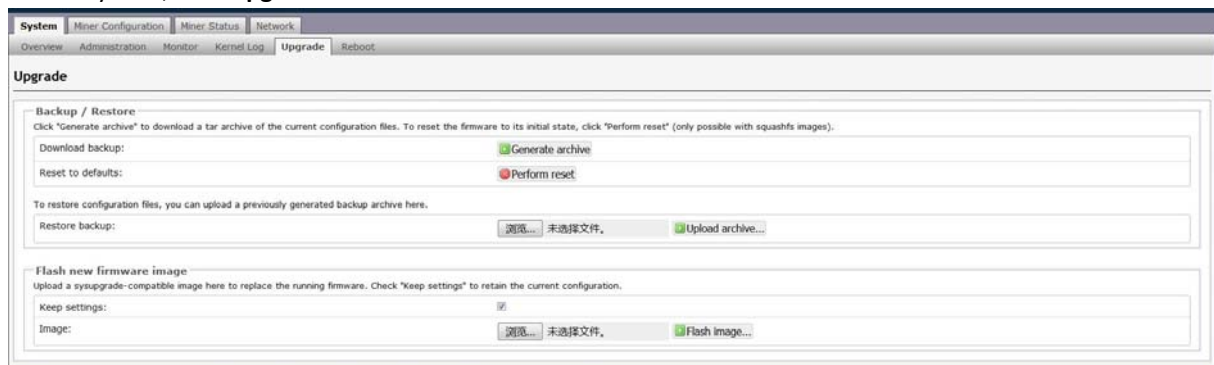 System Miner Configuration Miner Status Network
Overview Administration Monitor Kernel Log Upgrade Reboot
Upgrade
Backup / Restore
Click "Generate archive" to download a tar archive of the current configuration files. To reset the firmware to its initial state, click "Perform reset" (only possible with squashfs images).
Download backup: Generate archive
Reset to defaults: Perform reset
To restore configuration files, you can upload a previously generated backup archive here.
Restore backup: 浏览... 未选择文件。 Upload archive...
Flash new firmware image
Upload a sysupgrade-compatible image here to replace the running firmware. Check "Keep settings" to retain the current configuration.
Keep settings:
Image: 浏览... 未选择文件。 Flash image...